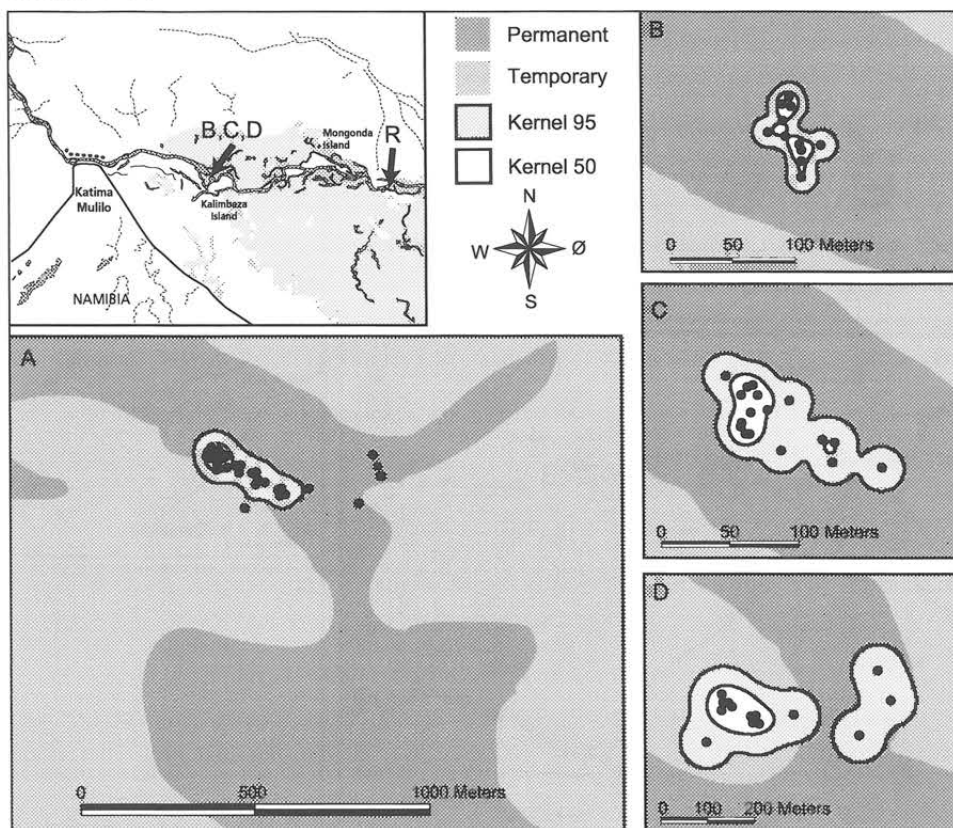 Permanent
Temporary
Kernel 95
Kernel 50
N
W
Ø
S
B,C,D
R
Mongonda
Island
Katima
Mulilo
Kalimbeza
Island
NAMIBIA
A
0
500
1000 Meters
B
0
50
100 Meters
C
0
50
100 Meters
D
0
100
200 Meters